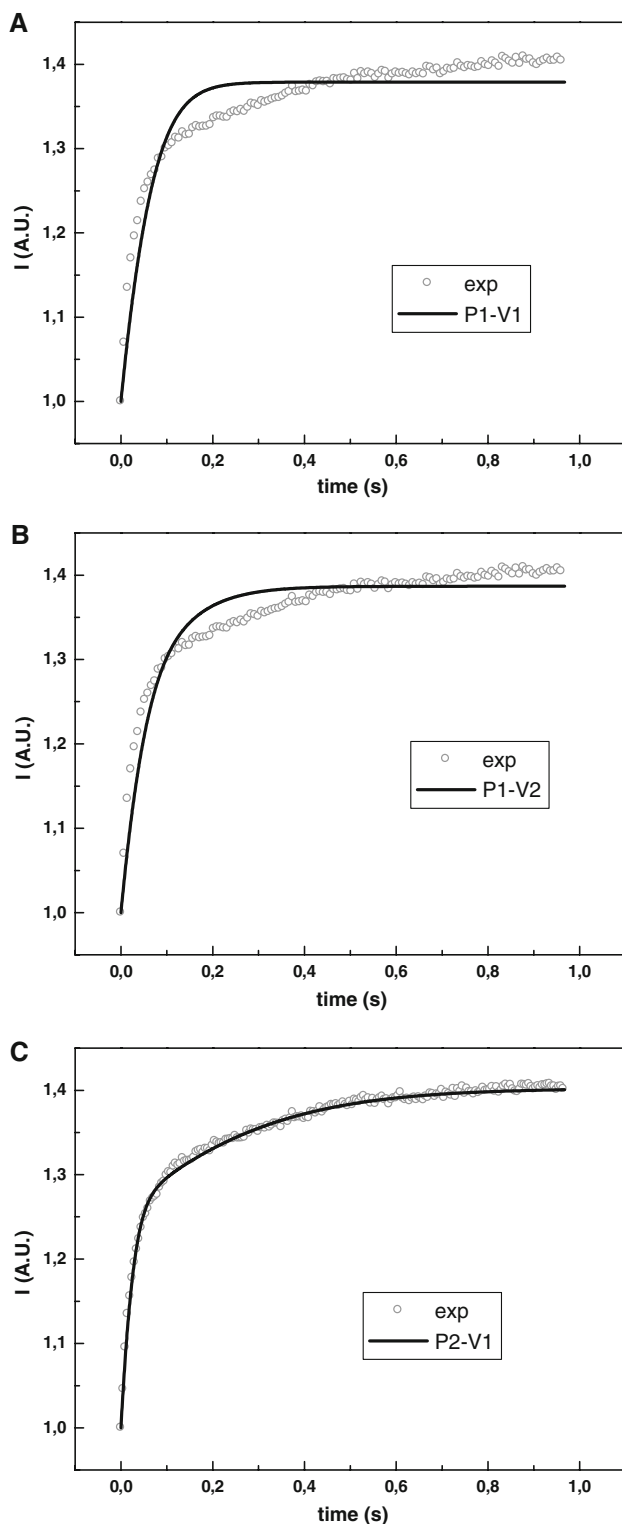 A
I (A.U.)
1,4
1,3
1,2
1,1
1,0
exp
P1-V1
0,0 0,2 0,4 0,6 0,8 1,0
time (s)
B
I (A.U.)
1,4
1,3
1,2
1,1
1,0
exp
P1-V2
0,0 0,2 0,4 0,6 0,8 1,0
time (s)
C
I (A.U.)
1,4
1,3
1,2
1,1
1,0
exp
P2-V1
0,0 0,2 0,4 0,6 0,8 1,0
time (s)